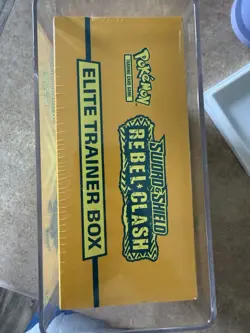 Pokémon
TRADING CARD GAME
SWORD & SHIELD
REBEL CLASH
ELITE TRAINER BOX